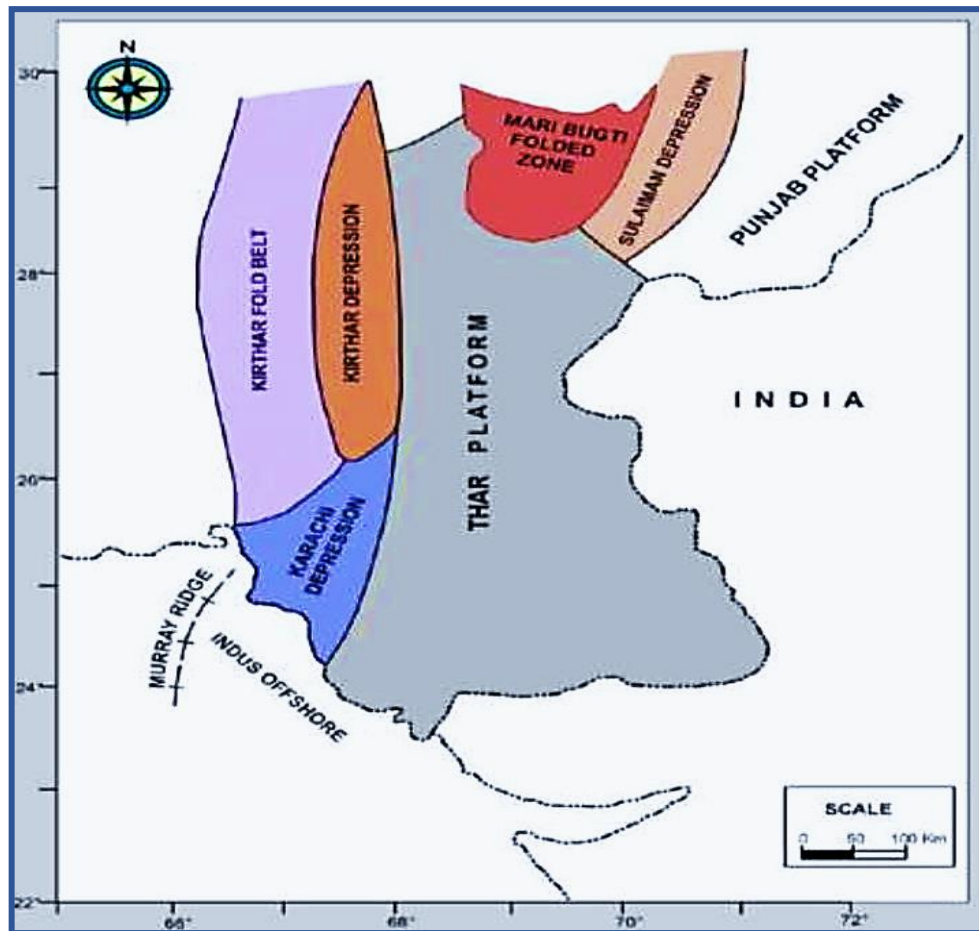 N
30°
MARI BUGTI
FOLDED
ZONE
SULAIMAN DEPRESSION
PUNJAB PLATFORM
28°
KIRTHAR FOLD BELT
KIRTHAR DEPRESSION
THAR PLATFORM
INDIA
26°
KARACHI
DEPRESSION
MURRAY RIDGE
INDUS OFFSHORE
24°
SCALE
0 50 100 Km
22°
66° 68° 70° 72°